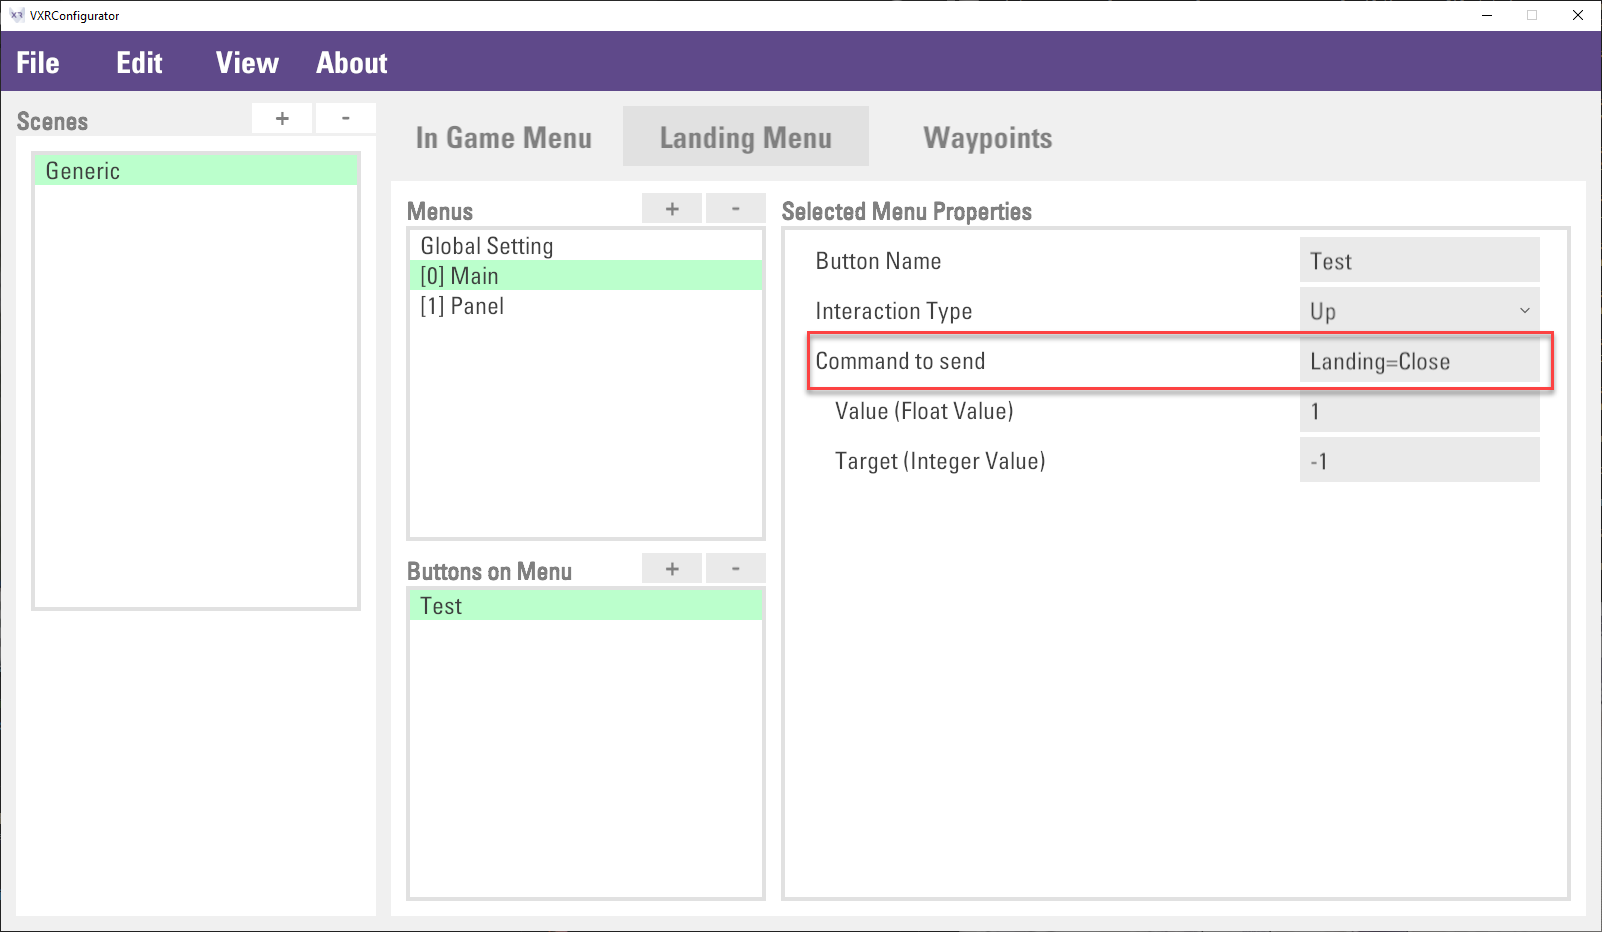 VXRConfigurator
File Edit View About
Scenes + -
Generic
In Game Menu Landing Menu Waypoints
Menus + -
Global Setting
[0] Main
[1] Panel
Buttons on Menu + -
Test
Selected Menu Properties
Button Name Test
Interaction Type Up
Command to send Landing=Close
Value (Float Value) 1
Target (Integer Value) -1